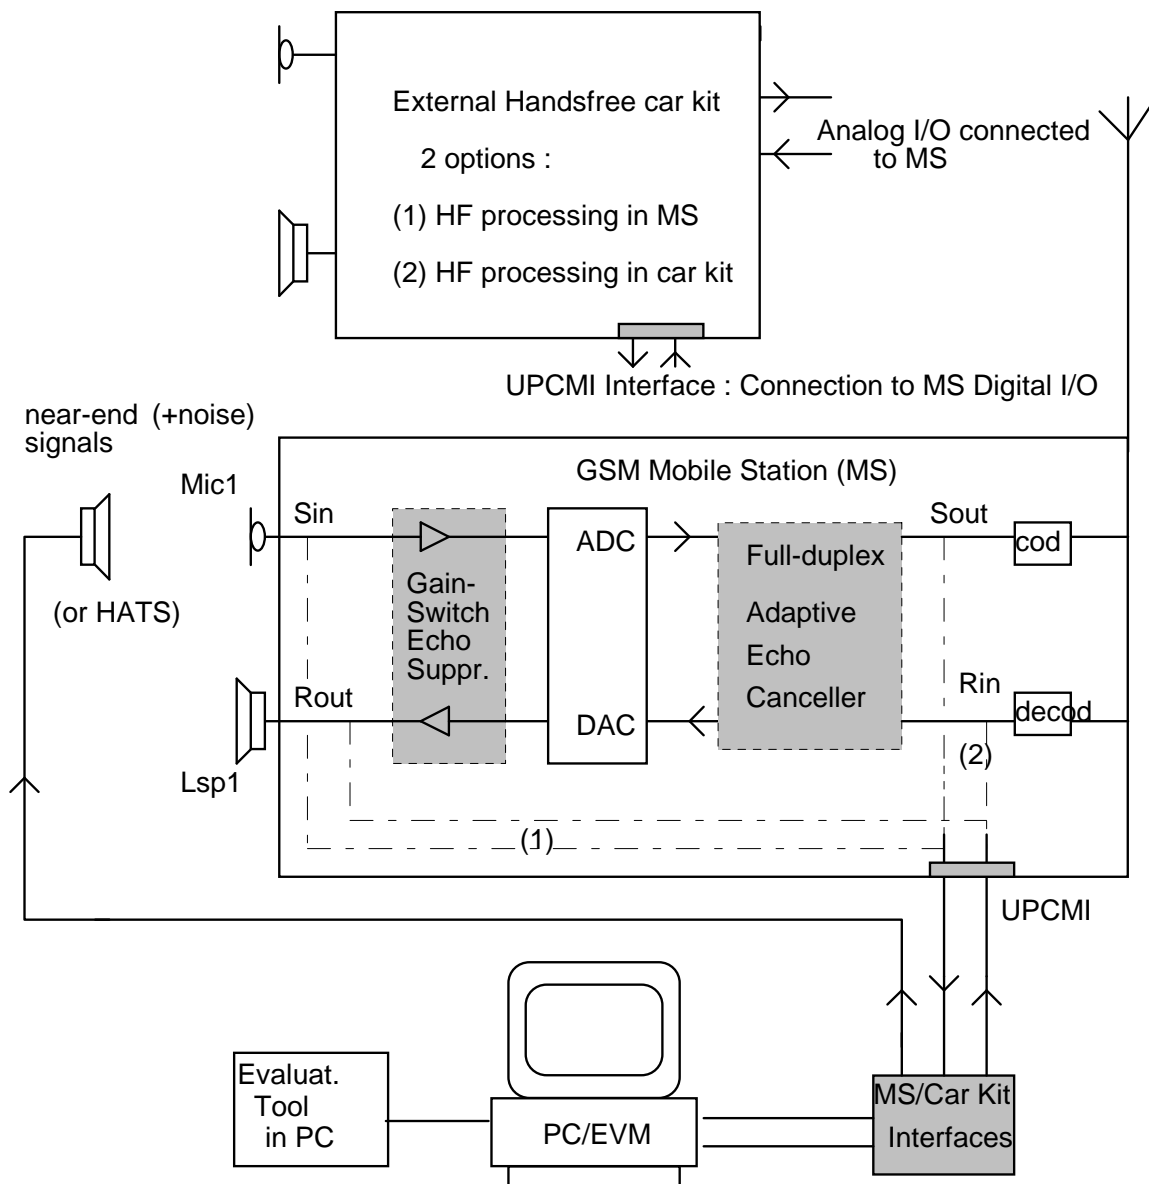 External Handsfree car kit
2 options :
(1) HF processing in MS
(2) HF processing in car kit
Analog I/O connected
to MS
UPCMI Interface : Connection to MS Digital I/O
near-end (+noise)
signals
(or HATS)
GSM Mobile Station (MS)
Mic1
Sin
Gain-
Switch
Echo
Suppr.
ADC
DAC
Full-duplex
Adaptive
Echo
Canceller
Sout
cod
Rout
Lsp1
Rin
decod
(2)
(1)
UPCMI
Evaluat.
Tool
in PC
PC/EVM
MS/Car Kit
Interfaces